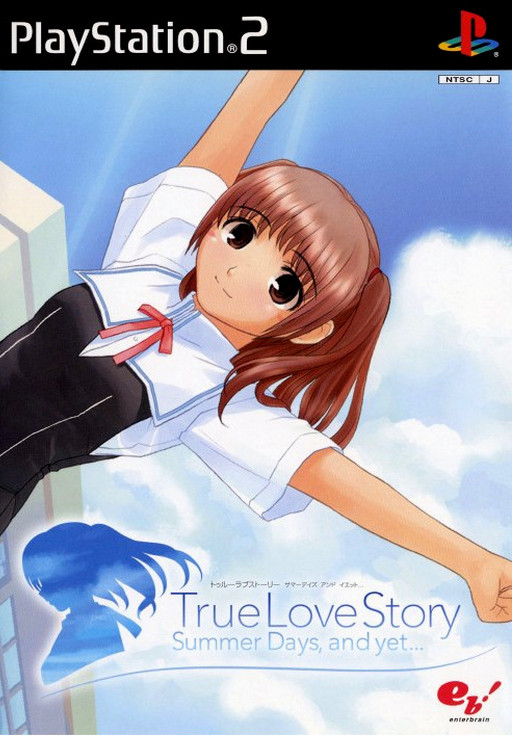 PlayStation®2
NTSC J
トゥルーラブストーリー サマーデイズ アンド イエット...
True Love Story
Summer Days, and yet...
eb!
enterbrain